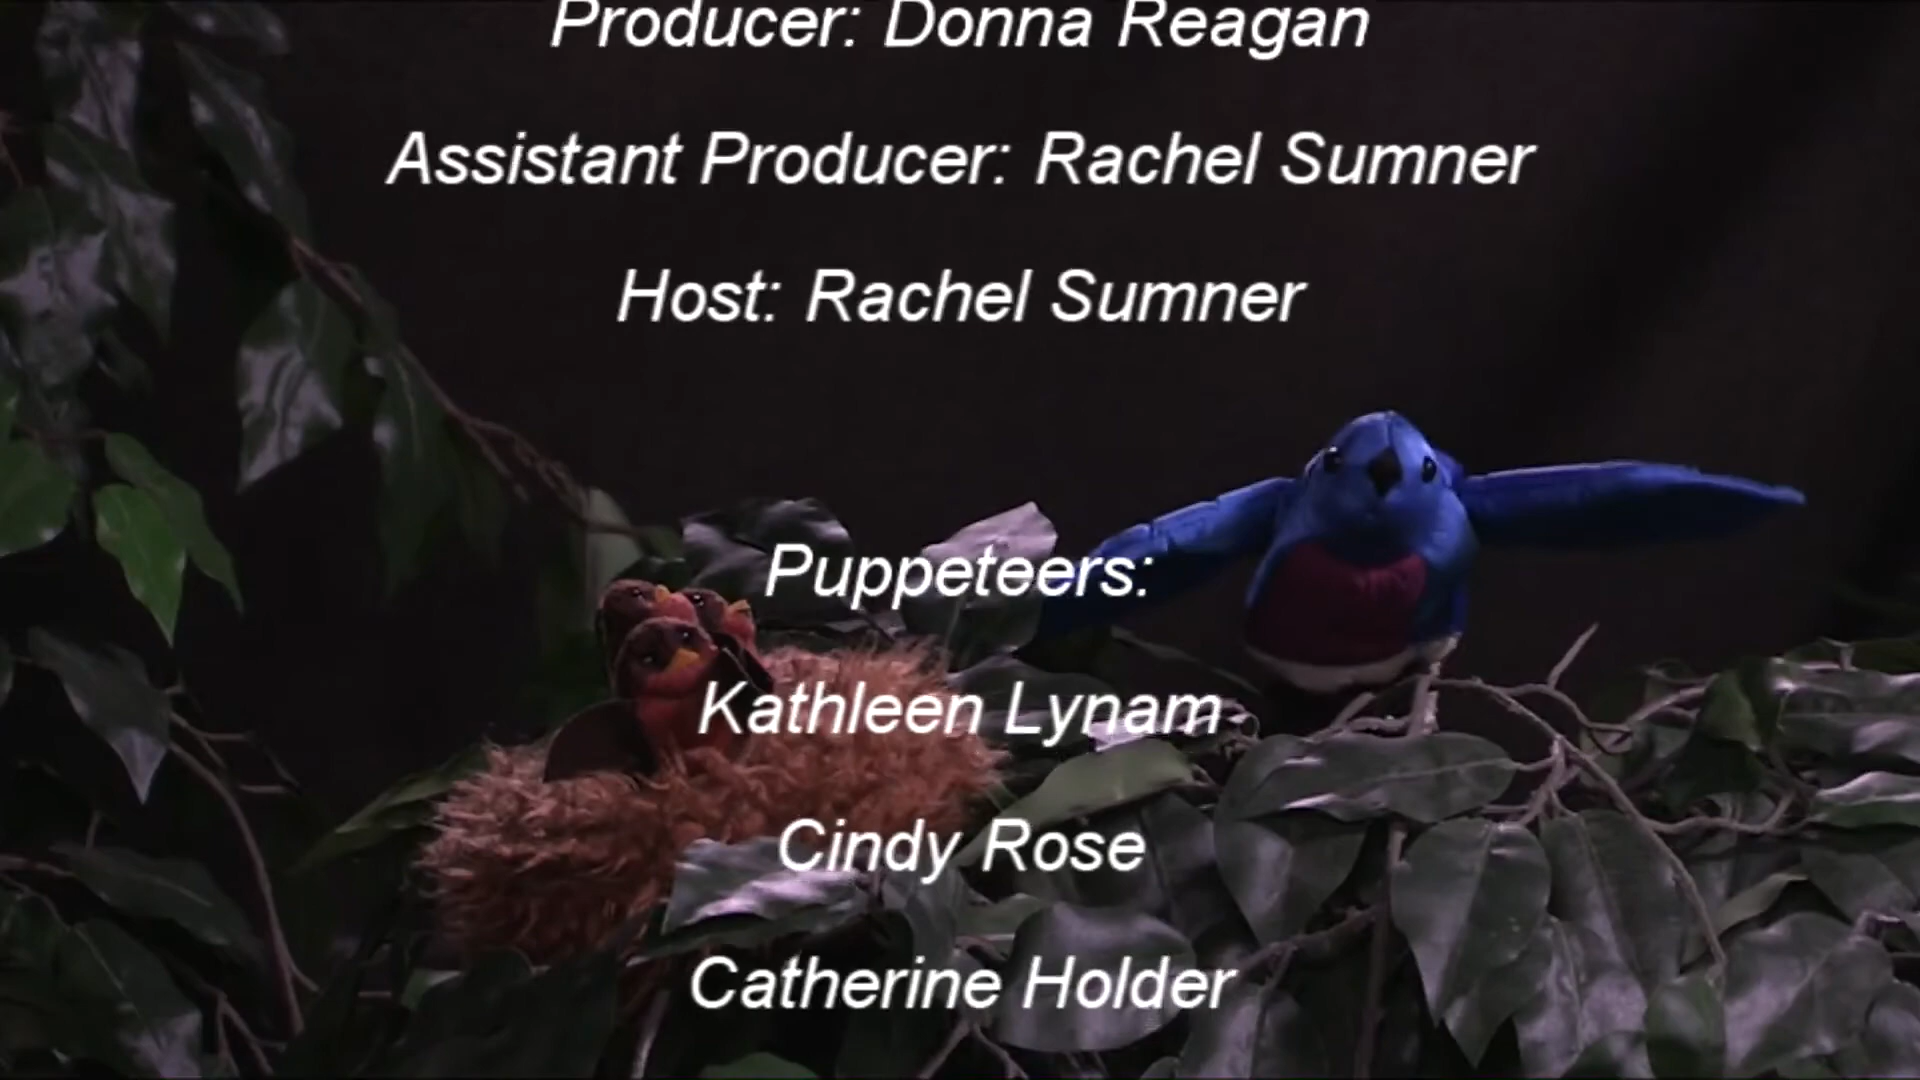 Producer: Donna Reagan
Assistant Producer: Rachel Sumner
Host: Rachel Sumner
Puppeteers:
Kathleen Lynam
Cindy Rose
Catherine Holder